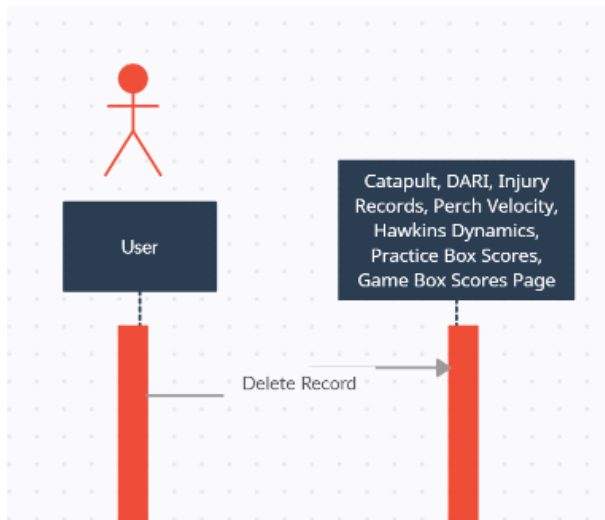 User
Catapult, DARI, Injury
Records, Perch Velocity,
Hawkins Dynamics,
Practice Box Scores,
Game Box Scores Page
Delete Record